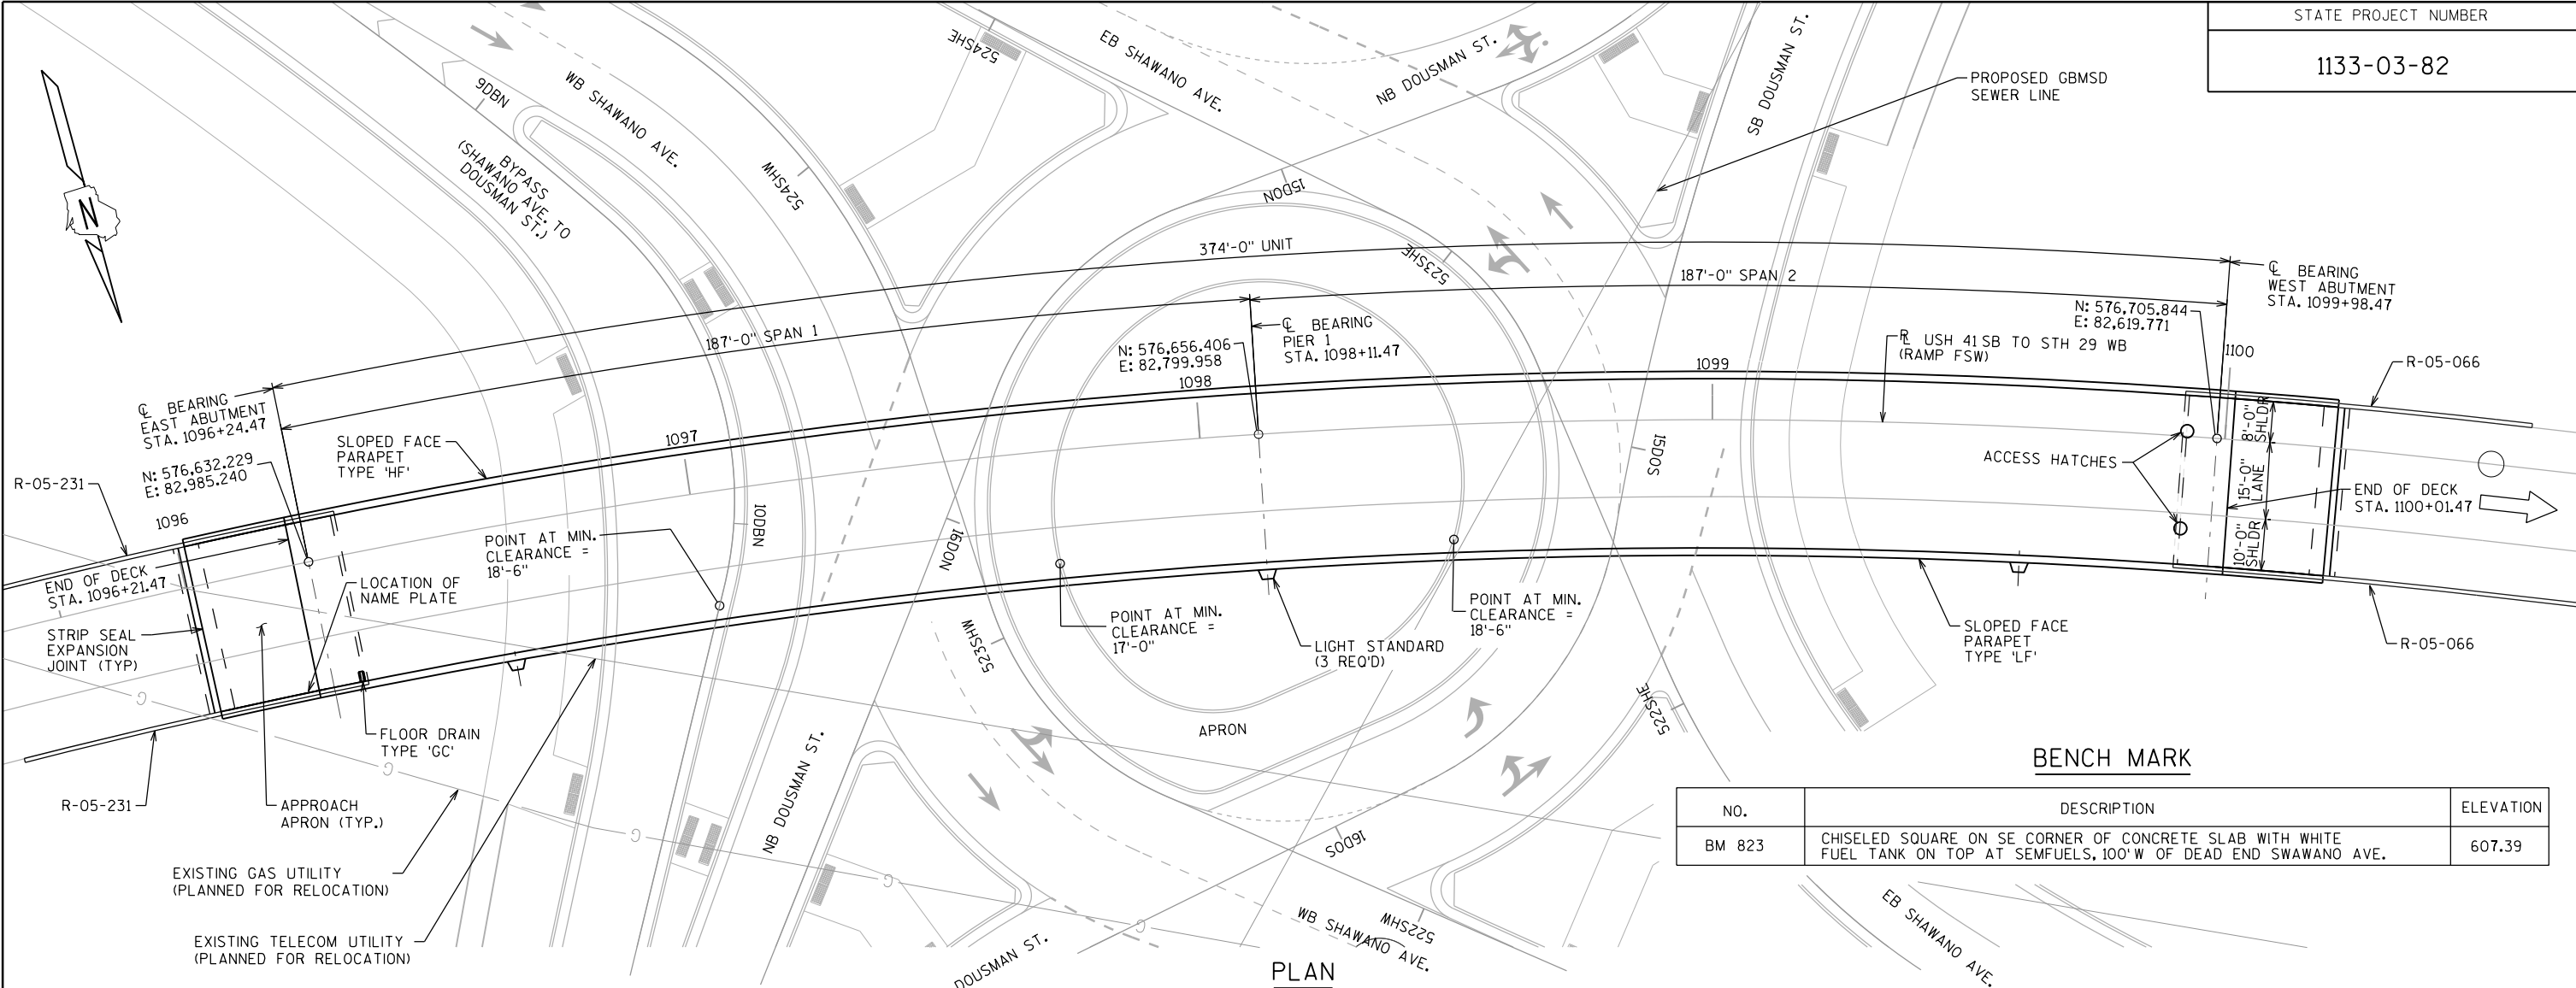 STATE PROJECT NUMBER
1133-03-82
524SHE
EB SHAWANO AVE.
NB DOUSMAN ST.
SB DOUSMAN ST.
PROPOSED GBMSD
SEWER LINE
9DBN
WB SHAWANO AVE.
BYPASS
(SHAWANO AVE. TO
DOUSMAN ST.)
524SHW
N
15DON
523SHE
374'-0" UNIT
187'-0" SPAN 1
187'-0" SPAN 2
℄ BEARING
WEST ABUTMENT
STA. 1099+98.47
N: 576,705.844
E: 82,619.771
℄ BEARING
PIER 1
STA. 1098+11.47
N: 576,656.406
E: 82,799.958
R/L USH 41 SB TO STH 29 WB
(RAMP FSW)
1100
R-05-066
1099
1098
1097
1096
℄ BEARING
EAST ABUTMENT
STA. 1096+24.47
N: 576,632.229
E: 82,985.240
SLOPED FACE
PARAPET
TYPE 'HF'
R-05-231
8'-0"
SHLDR
15'-0"
LANE
10'-0"
SHLDR
ACCESS HATCHES
END OF DECK
STA. 1100+01.47
15DOS
10DBN
16DON
POINT AT MIN.
CLEARANCE =
18'-6"
END OF DECK
STA. 1096+21.47
LOCATION OF
NAME PLATE
STRIP SEAL
EXPANSION
JOINT (TYP)
POINT AT MIN.
CLEARANCE =
17'-0"
POINT AT MIN.
CLEARANCE =
18'-6"
LIGHT STANDARD
(3 REQ'D)
SLOPED FACE
PARAPET
TYPE 'LF'
R-05-066
523SHW
522SHE
G
FLOOR DRAIN
TYPE 'GC'
APRON
NB DOUSMAN ST.
G
R-05-231
APPROACH
APRON (TYP.)
G
G
G
EXISTING GAS UTILITY
(PLANNED FOR RELOCATION)
EXISTING TELECOM UTILITY
(PLANNED FOR RELOCATION)
16DOS
522SHW
WB SHAWANO AVE.
EB SHAWANO AVE.
DOUSMAN ST.
PLAN
BENCH MARK
NO. DESCRIPTION ELEVATION
BM 823 CHISELED SQUARE ON SE CORNER OF CONCRETE SLAB WITH WHITE
FUEL TANK ON TOP AT SEMFUELS, 100' W OF DEAD END SWAWANO AVE. 607.39